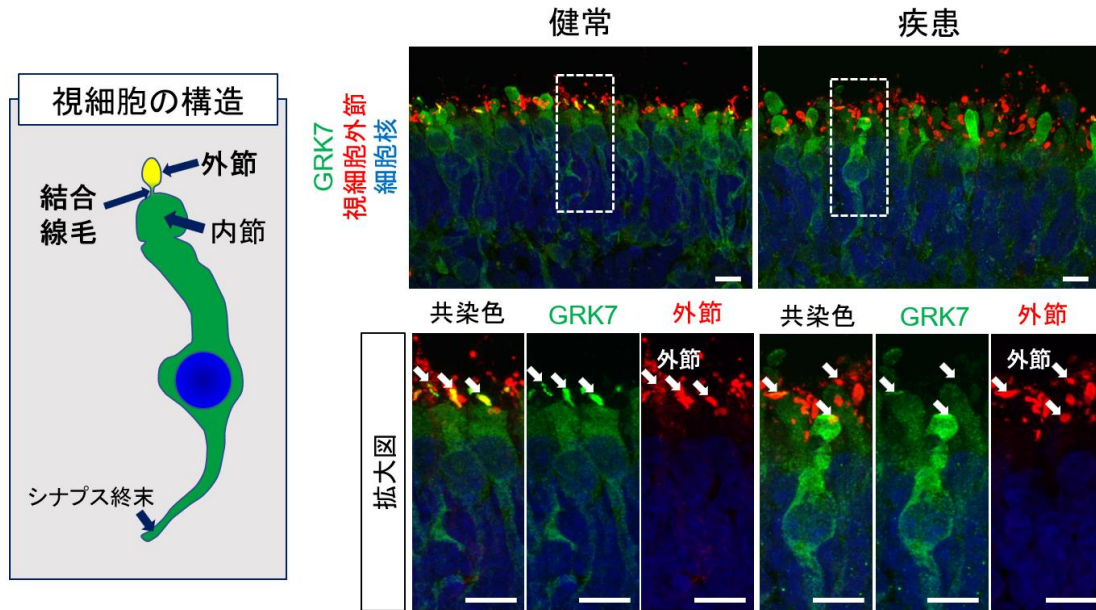 視細胞の構造
外節
結合
線毛
内節
シナプス終末
健常
疾患
GRK7
視細胞外節
細胞核
共染色
GRK7
外節
共染色
GRK7
外節
拡大図
外節
外節